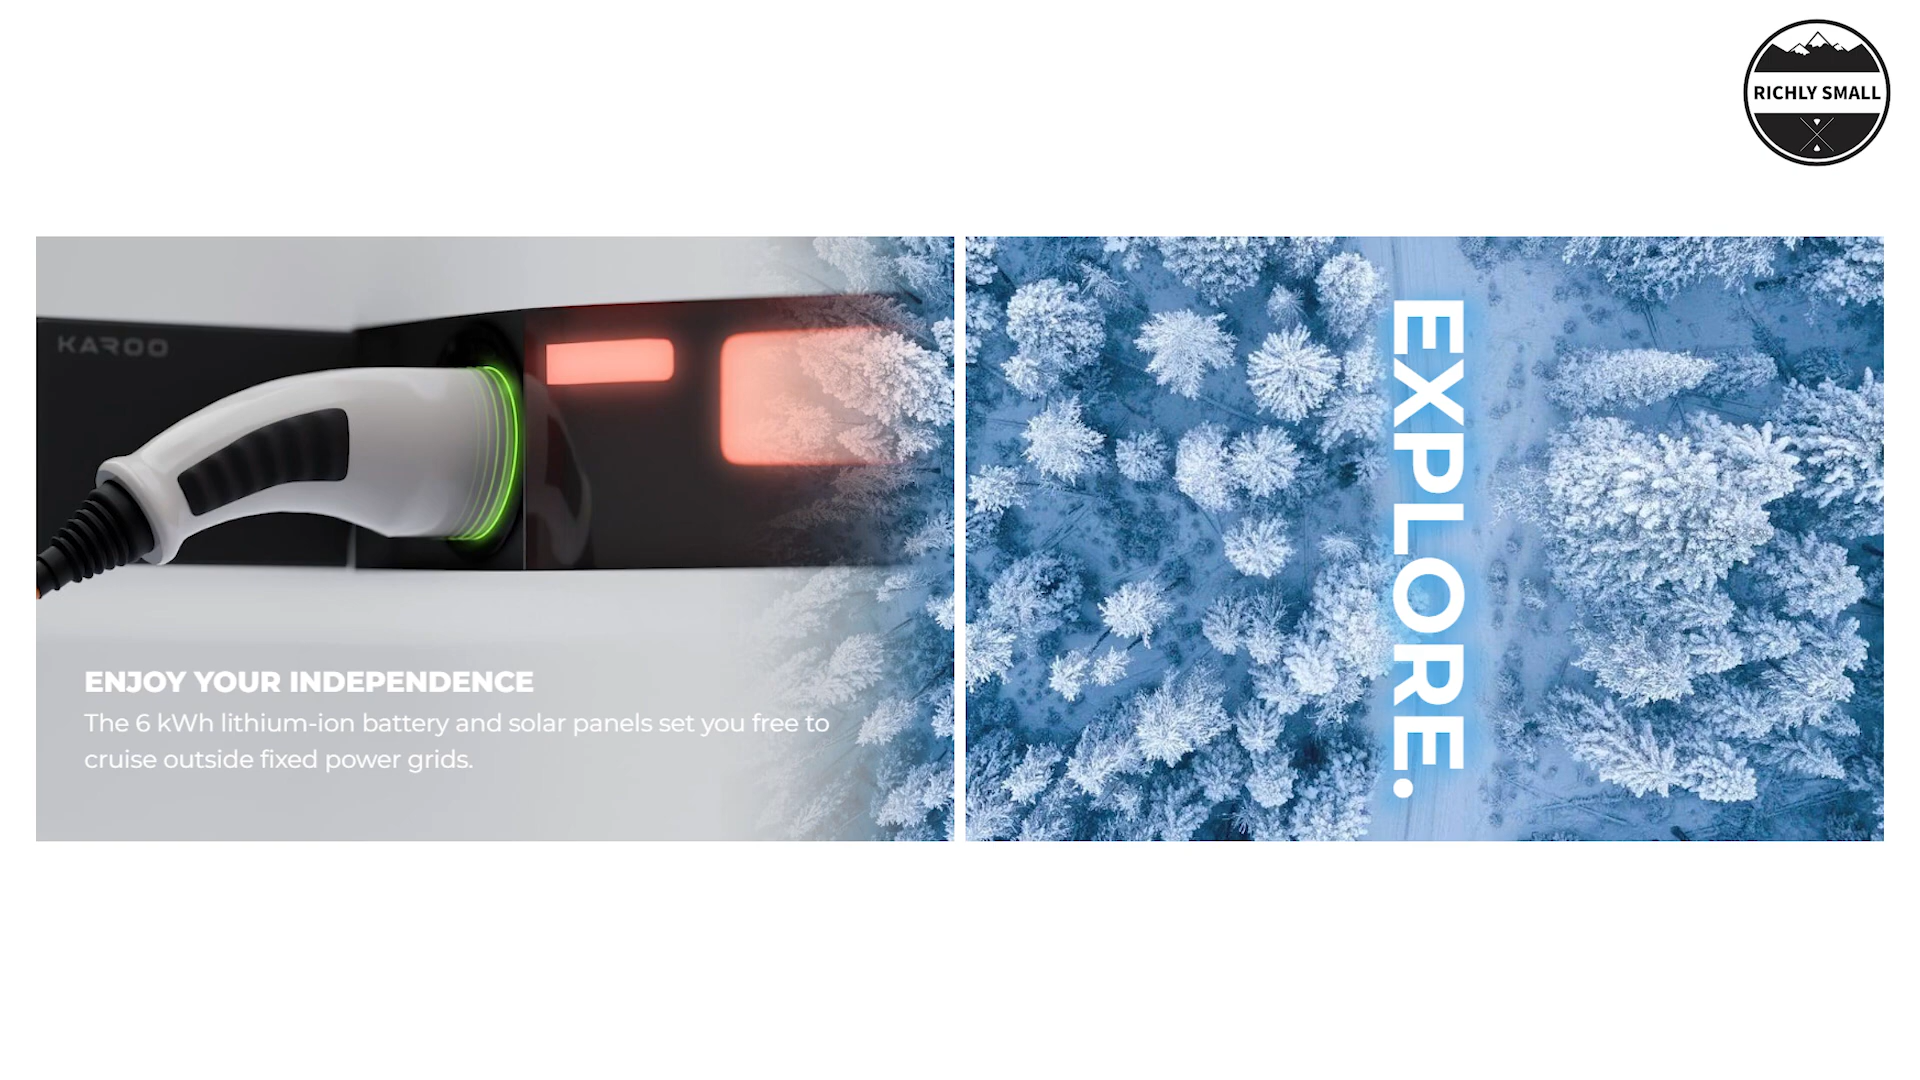 RICHLY SMALL
KAROO
ENJOY YOUR INDEPENDENCE
The 6 kWh lithium-ion battery and solar panels set you free to
cruise outside fixed power grids.
EXPLORE.